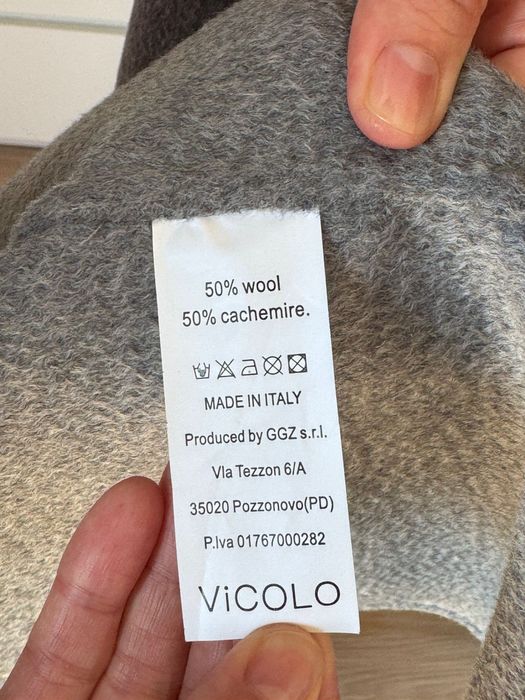 50% wool
50% cachemire.
MADE IN ITALY
Produced by GGZ s.r.l.
VIa Tezzon 6/A
35020 Pozzonovo(PD)
P.Iva 01767000282
ViCOLO